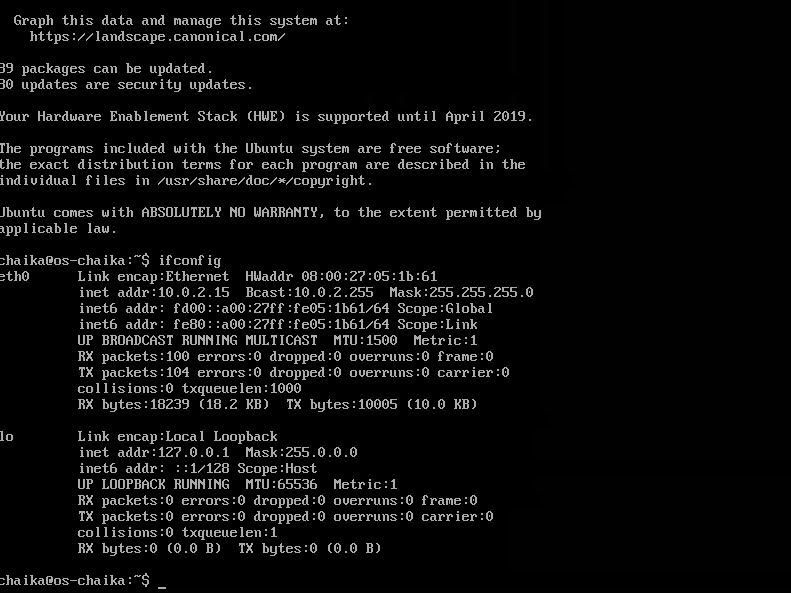 Graph this data and manage this system at:
https://landscape.canonical.com/
39 packages can be updated.
30 updates are security updates.
Your Hardware Enablement Stack (HWE) is supported until April 2019.
The programs included with the Ubuntu system are free software;
the exact distribution terms for each program are described in the
individual files in /usr/share/doc/*/copyright.
Ubuntu comes with ABSOLUTELY NO WARRANTY, to the extent permitted by
applicable law.
chaika@os-chaika:~$ ifconfig
eth0 Link encap:Ethernet HWaddr 08:00:27:05:1b:61
inet addr:10.0.2.15 Bcast:10.0.2.255 Mask:255.255.255.0
inet6 addr: fd00::a00:27ff:fe05:1b61/64 Scope:Global
inet6 addr: fe80::a00:27ff:fe05:1b61/64 Scope:Link
UP BROADCAST RUNNING MULTICAST MTU:1500 Metric:1
RX packets:100 errors:0 dropped:0 overruns:0 frame:0
TX packets:104 errors:0 dropped:0 overruns:0 carrier:0
collisions:0 txqueuelen:1000
RX bytes:18239 (18.2 KB) TX bytes:10005 (10.0 KB)
lo Link encap:Local Loopback
inet addr:127.0.0.1 Mask:255.0.0.0
inet6 addr: ::1/128 Scope:Host
UP LOOPBACK RUNNING MTU:65536 Metric:1
RX packets:0 errors:0 dropped:0 overruns:0 frame:0
TX packets:0 errors:0 dropped:0 overruns:0 carrier:0
collisions:0 txqueuelen:1
RX bytes:0 (0.0 B) TX bytes:0 (0.0 B)
chaika@os-chaika:~$ _